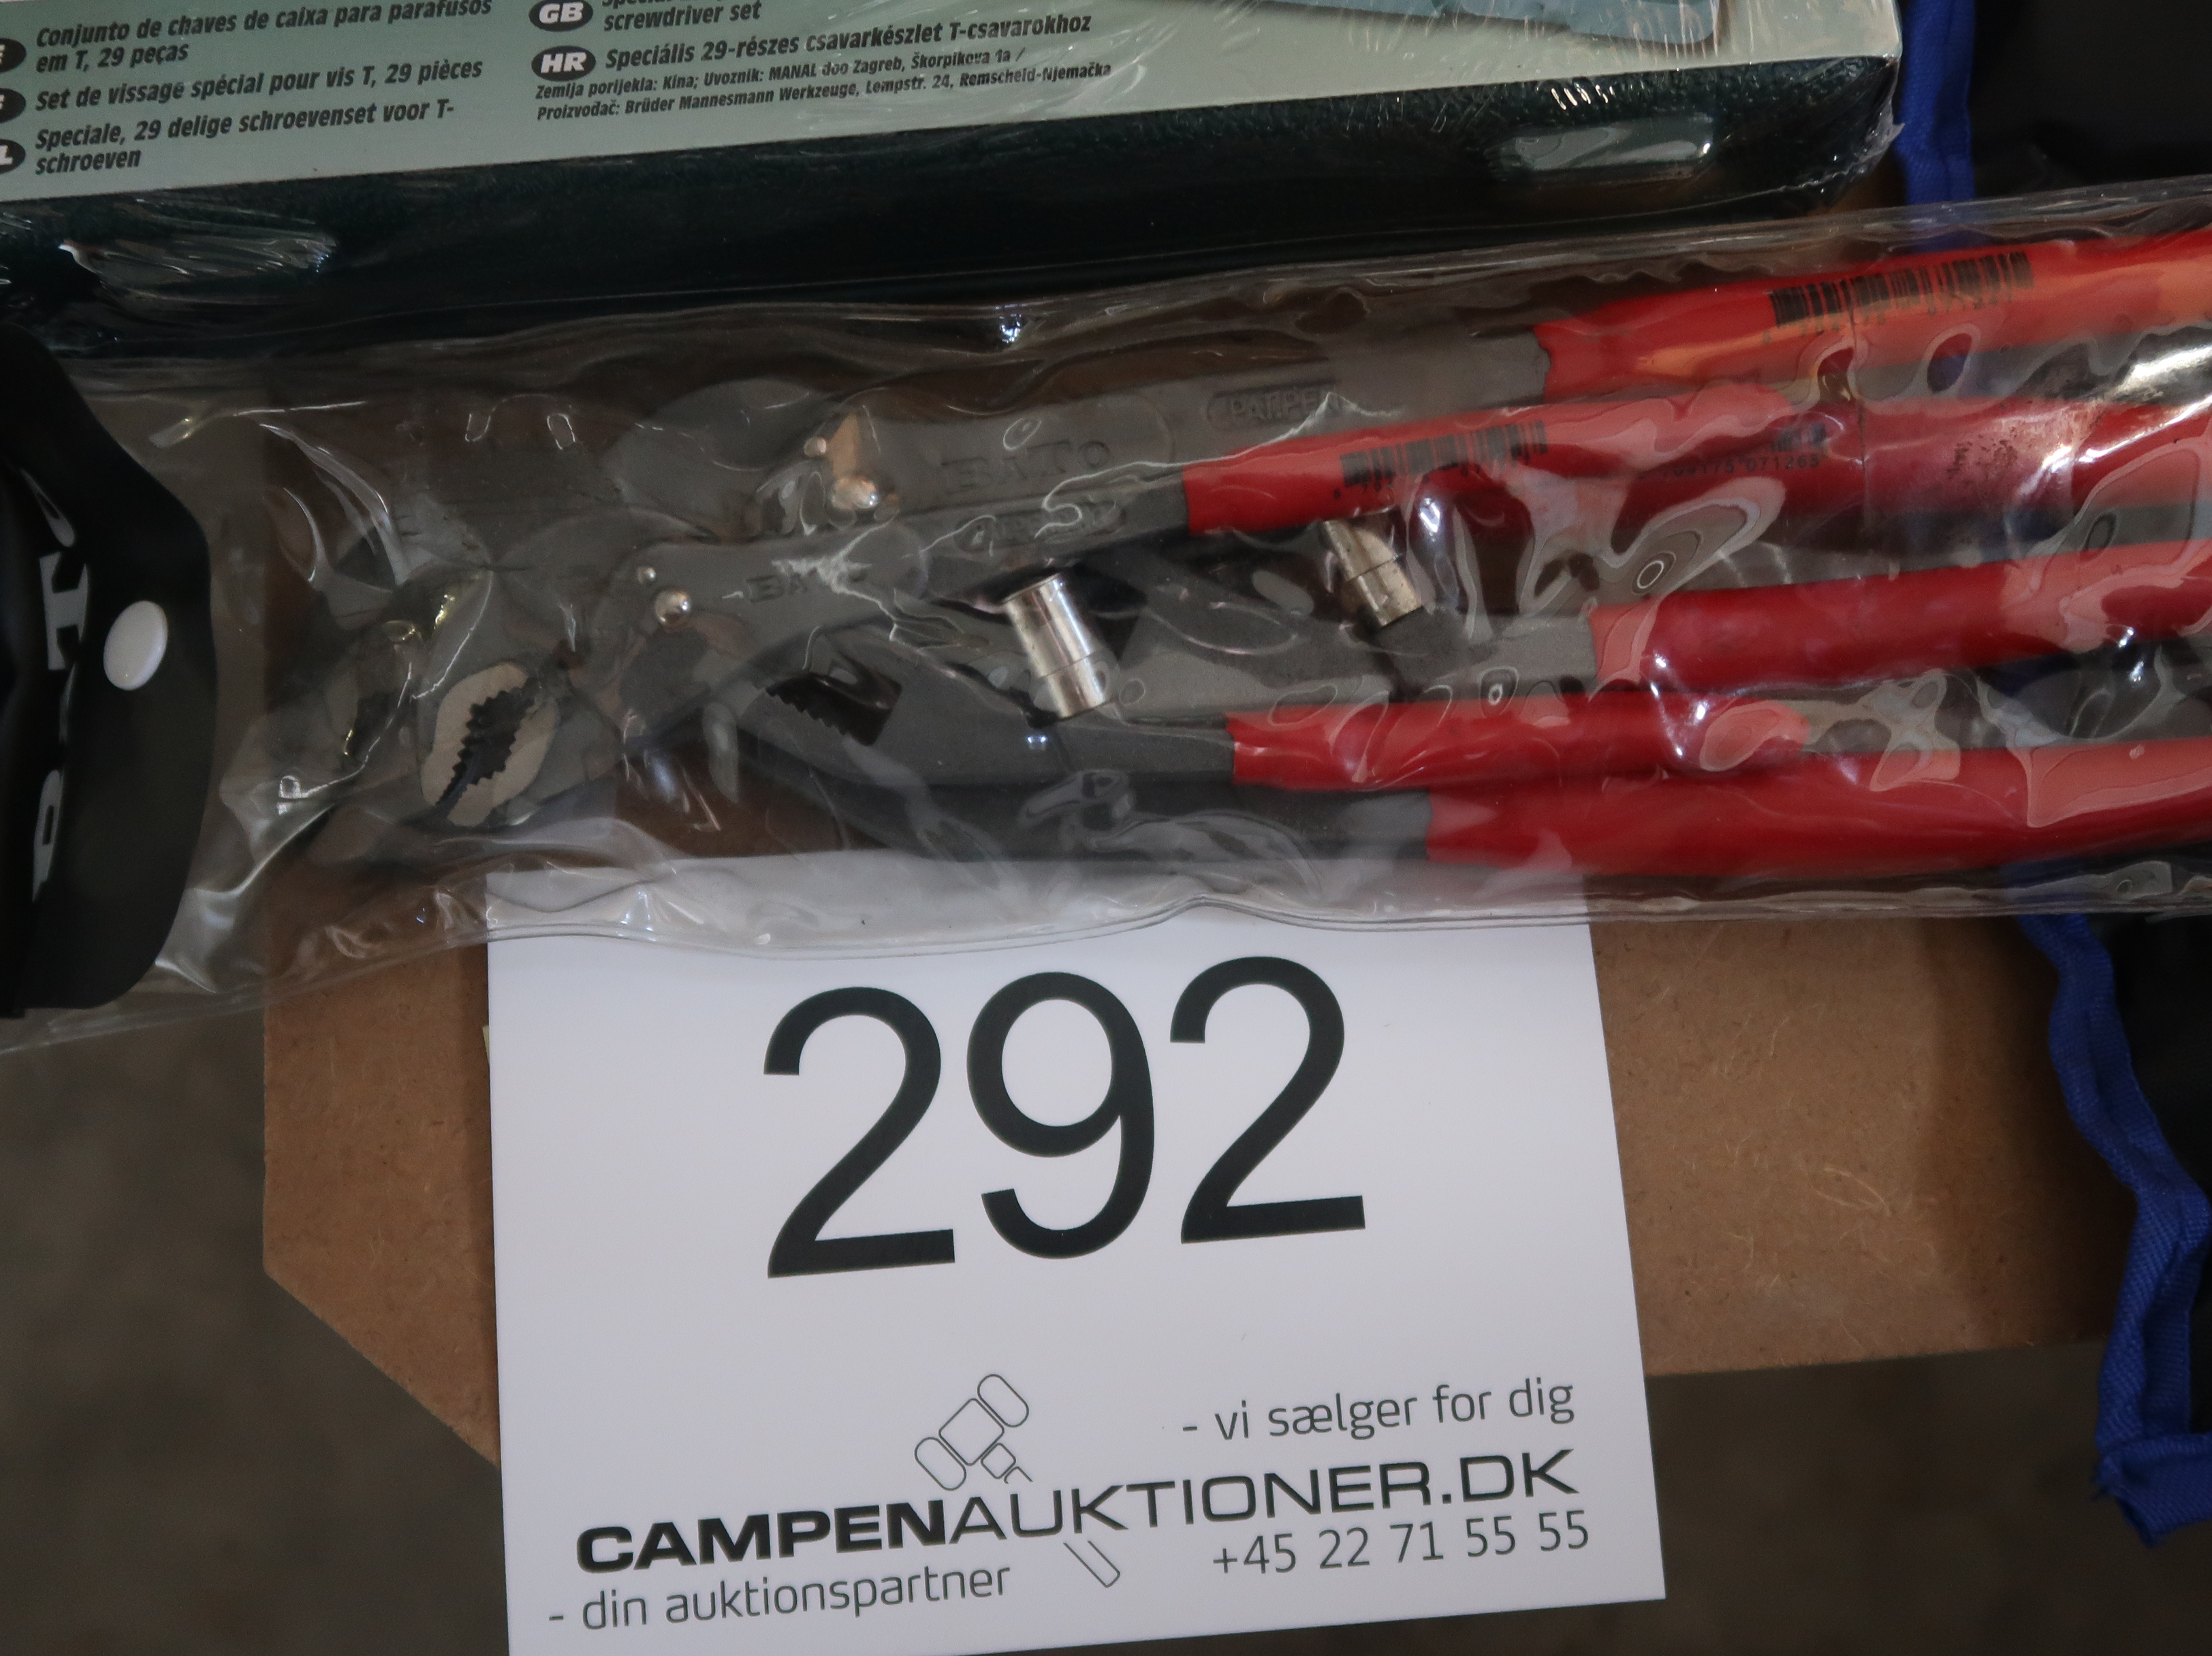 Conjunto de chaves de caixa para parafusos
em T, 29 peças
Set de vissage spécial pour vis T, 29 pièces
Speciale, 29 delige schroevenset voor T-
schroeven
GB
screwdriver set
HR Speciális 29-részes csavarkészlet T-csavarokhoz
Zemlja porijekla: Kina; Uvoznik: MANAL doo Zagreb, Škorpikova 1a /
Proizvođač: Brüder Mannesmann Werkzeuge, Lempstr. 24, Remscheid-Njemačka
BATO
292
- vi sælger for dig
CAMPENAUKTIONER.DK
- din auktionspartner
+45 22 71 55 55